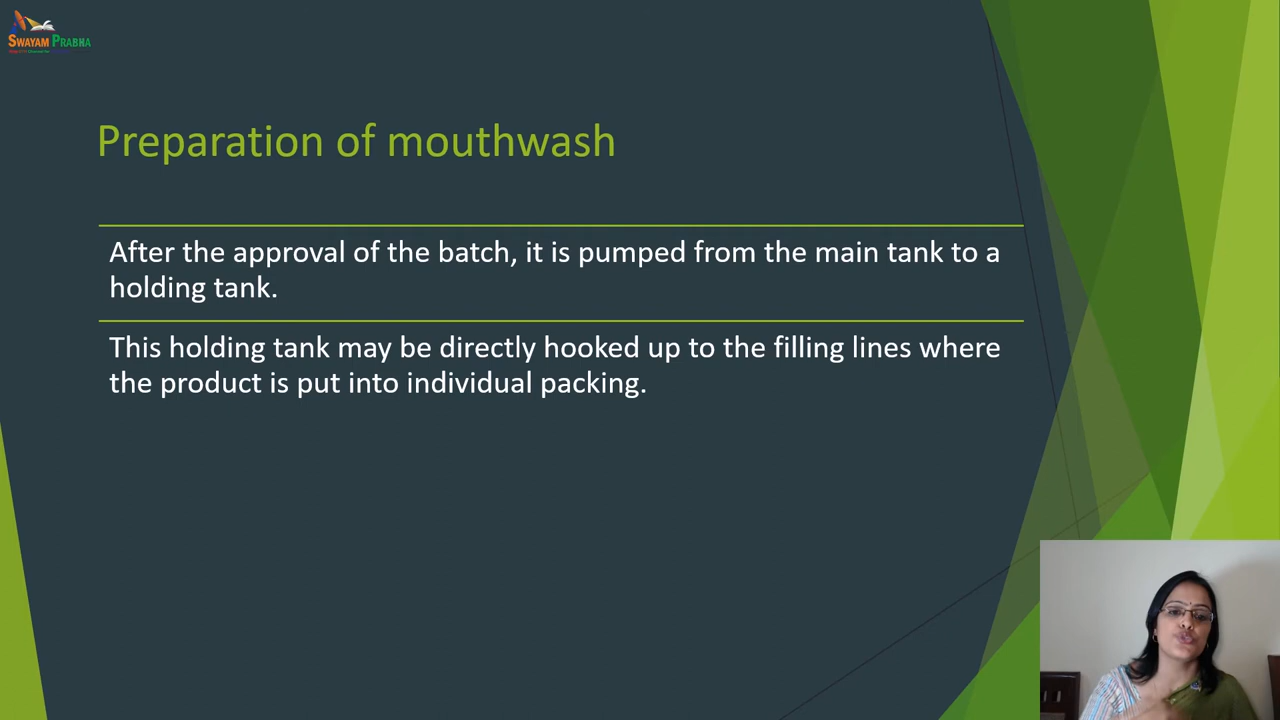 SWAYAM PRABHA
Preparation of mouthwash
After the approval of the batch, it is pumped from the main tank to a
holding tank.
This holding tank may be directly hooked up to the filling lines where
the product is put into individual packing.